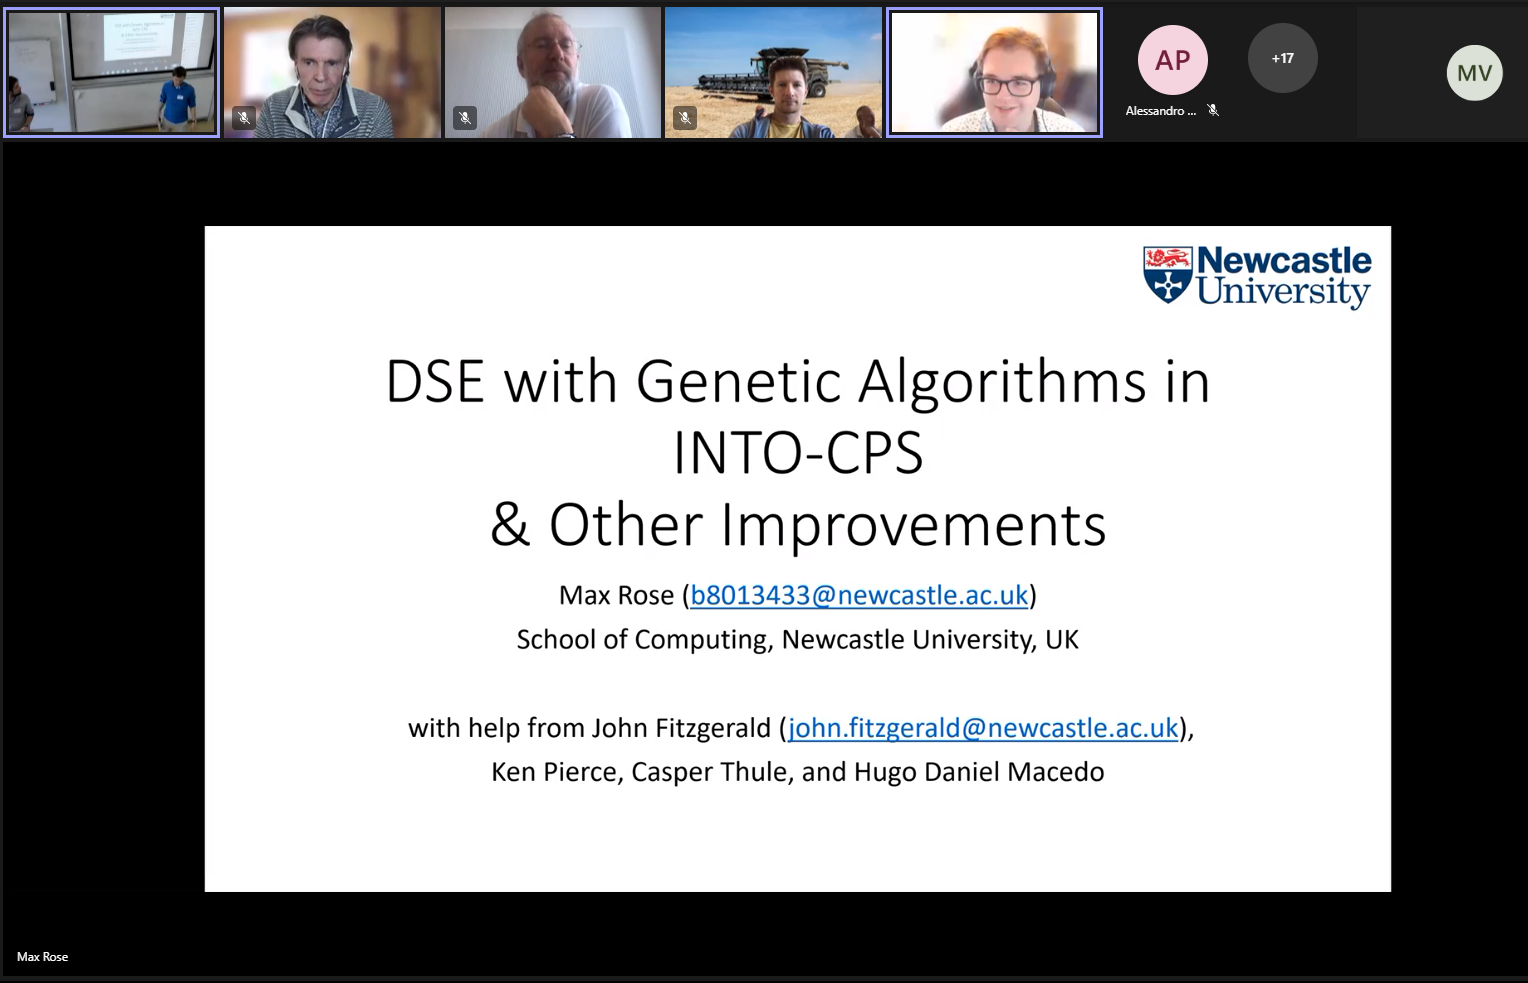 AP
+17
MV
Alessandro ...
Newcastle
University
DSE with Genetic Algorithms in
INTO-CPS
& Other Improvements
Max Rose (b8013433@newcastle.ac.uk)
School of Computing, Newcastle University, UK
with help from John Fitzgerald (john.fitzgerald@newcastle.ac.uk),
Ken Pierce, Casper Thule, and Hugo Daniel Macedo
Max Rose